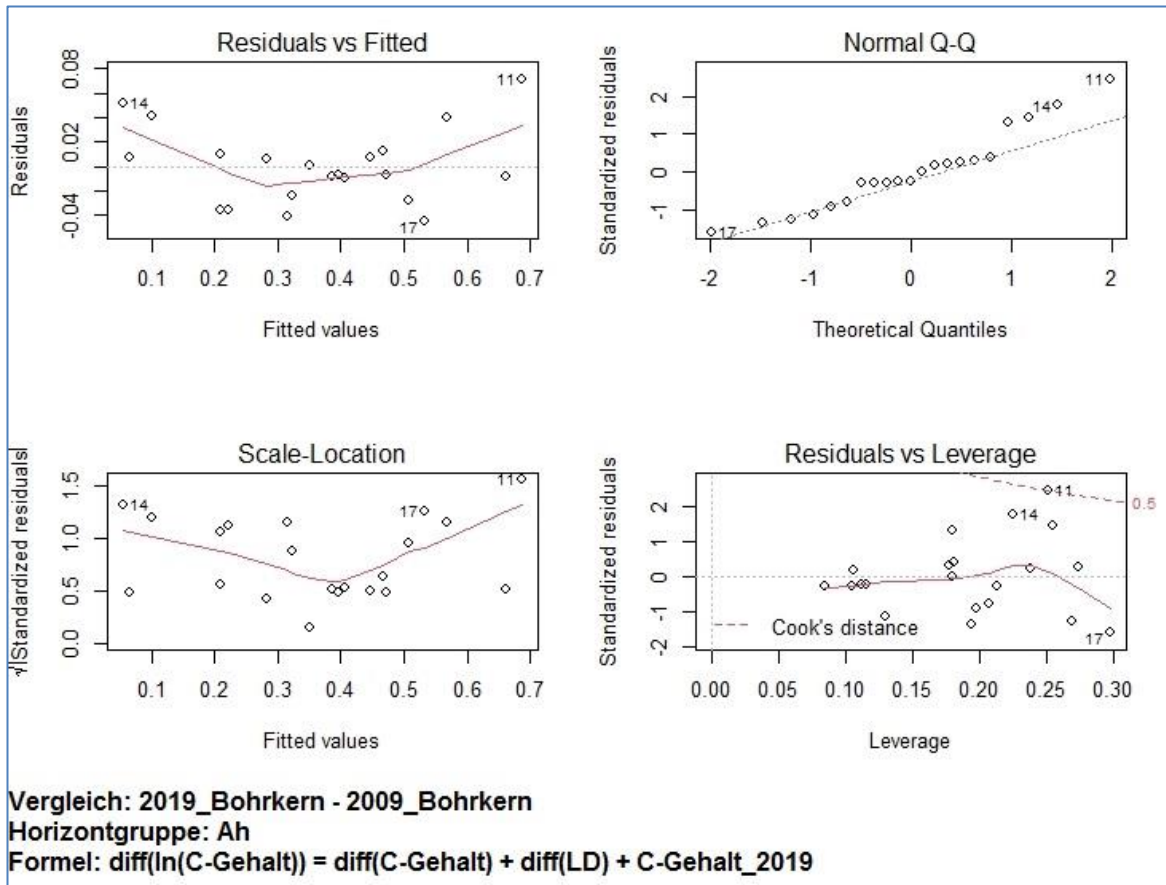 Residuals vs Fitted
Residuals
0.08
0.02
-0.04
14
11
17
0.1 0.2 0.3 0.4 0.5 0.6 0.7
Fitted values
Normal Q-Q
Standardized residuals
2
1
0
-1
11
14
17
-2 -1 0 1 2
Theoretical Quantiles
Scale-Location
√|Standardized residuals|
1.5
1.0
0.5
0.0
14
17
11
0.1 0.2 0.3 0.4 0.5 0.6 0.7
Fitted values
Residuals vs Leverage
Standardized residuals
2
1
0
-1
-2
11
14
17
0.5
Cook's distance
0.00 0.05 0.10 0.15 0.20 0.25 0.30
Leverage
Vergleich: 2019_Bohrkern - 2009_Bohrkern
Horizontgruppe: Ah
Formel: diff(ln(C-Gehalt)) = diff(C-Gehalt) + diff(LD) + C-Gehalt_2019